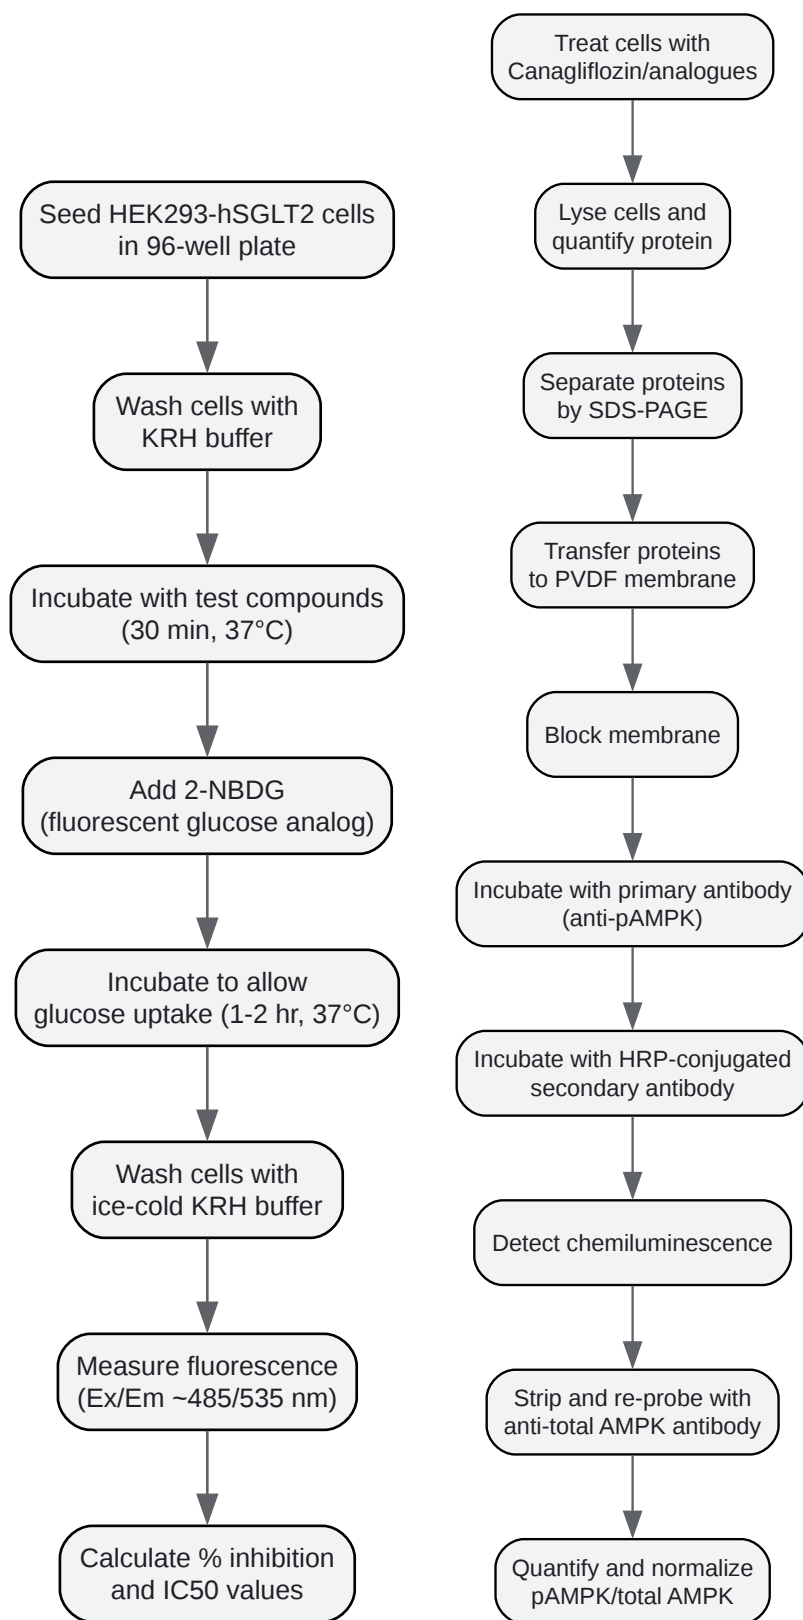 Seed HEK293-hSGLT2 cells
in 96-well plate
Wash cells with
KRH buffer
Incubate with test compounds
(30 min, 37°C)
Add 2-NBDG
(fluorescent glucose analog)
Incubate to allow
glucose uptake (1-2 hr, 37°C)
Wash cells with
ice-cold KRH buffer
Measure fluorescence
(Ex/Em ~485/535 nm)
Calculate % inhibition
and IC50 values
Treat cells with
Canagliflozin/analogues
Lyse cells and
quantify protein
Separate proteins
by SDS-PAGE
Transfer proteins
to PVDF membrane
Block membrane
Incubate with primary antibody
(anti-pAMPK)
Incubate with HRP-conjugated
secondary antibody
Detect chemiluminescence
Strip and re-probe with
anti-total AMPK antibody
Quantify and normalize
pAMPK/total AMPK